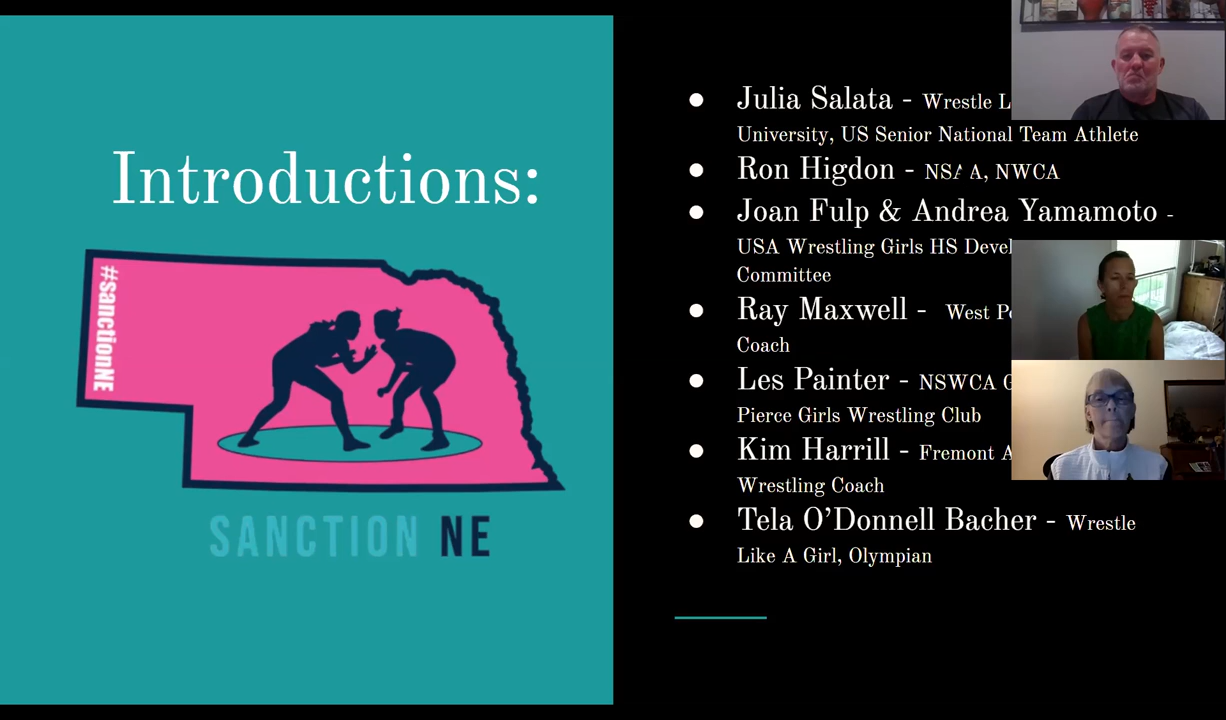 Introductions:
#sanctionNE
SANCTION NE
● Julia Salata - Wrestle L
University, US Senior National Team Athlete
● Ron Higdon - NSAA, NWCA
● Joan Fulp & Andrea Yamamoto -
USA Wrestling Girls HS Devel
Committee
● Ray Maxwell - West Po
Coach
● Les Painter - NSWCA
Pierce Girls Wrestling Club
● Kim Harrill - Fremont
Wrestling Coach
● Tela O’Donnell Bacher - Wrestle
Like A Girl, Olympian